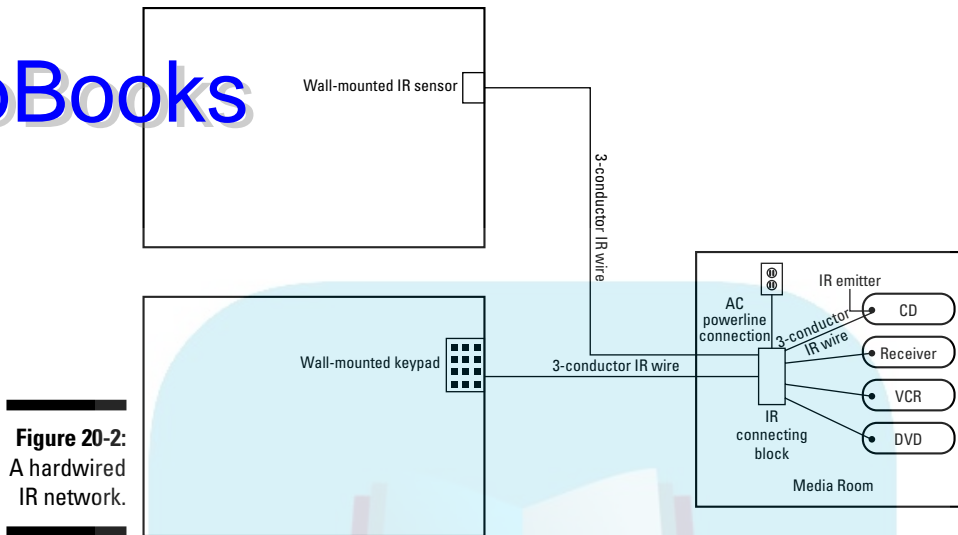 Books
Wall-mounted IR sensor
3-conductor IR wire
Wall-mounted keypad
3-conductor IR wire
AC
powerline
connection
3-conductor
IR wire
IR emitter
CD
Receiver
VCR
DVD
IR
connecting
block
Media Room
Figure 20-2:
A hardwired
IR network.